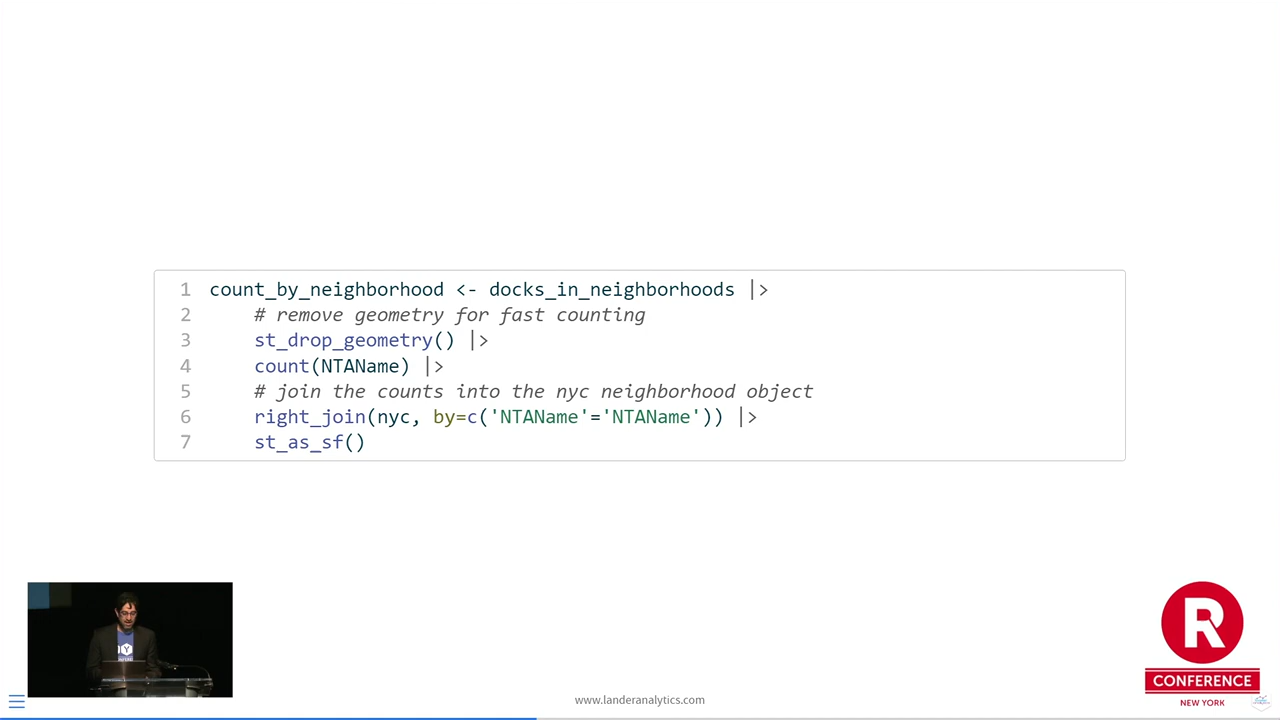 1 count_by_neighborhood <- docks_in_neighborhoods |>
2     # remove geometry for fast counting
3     st_drop_geometry() |>
4     count(NTAName) |>
5     # join the counts into the nyc neighborhood object
6     right_join(nyc, by=c('NTAName'='NTAName')) |>
7     st_as_sf()
R
CONFERENCE
NEW YORK
www.landeranalytics.com